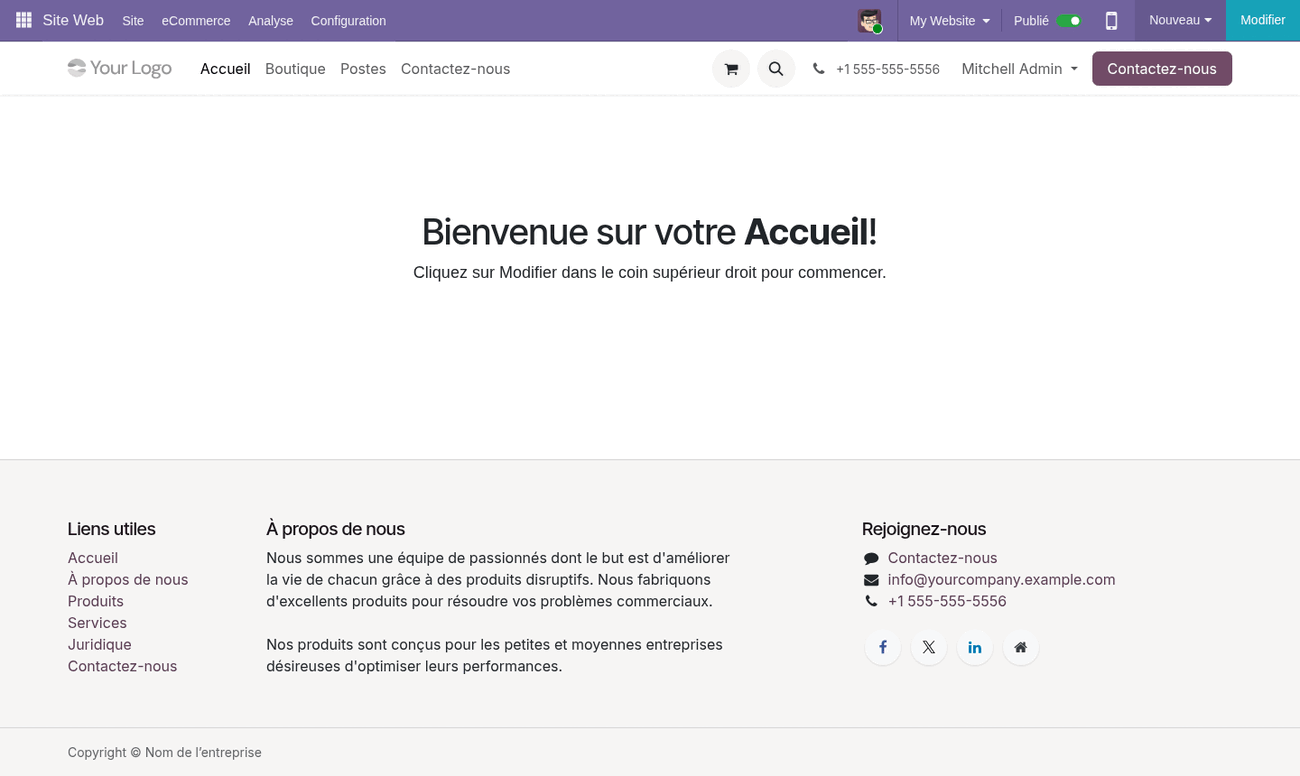 Site Web Site eCommerce Analyse Configuration My Website Publié Nouveau Modifier
Your Logo Accueil Boutique Postes Contactez-nous +1 555-555-5556 Mitchell Admin Contactez-nous
Bienvenue sur votre Accueil!
Cliquez sur Modifier dans le coin supérieur droit pour commencer.
Liens utiles
Accueil
À propos de nous
Produits
Services
Juridique
Contactez-nous
À propos de nous
Nous sommes une équipe de passionnés dont le but est d'améliorer
la vie de chacun grâce à des produits disruptifs. Nous fabriquons
d'excellents produits pour résoudre vos problèmes commerciaux.
Nos produits sont conçus pour les petites et moyennes entreprises
désireuses d'optimiser leurs performances.
Rejoignez-nous
Contactez-nous
info@yourcompany.example.com
+1 555-555-5556
Copyright © Nom de l’entreprise